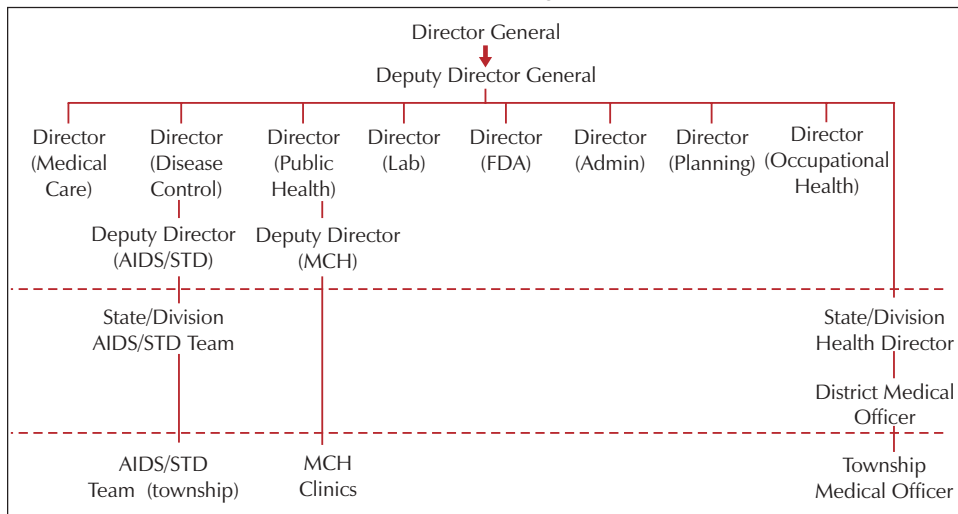 Director General
Deputy Director General
Director
(Medical
Care)
Director
(Disease
Control)
Director
(Public
Health)
Director
(Lab)
Director
(FDA)
Director
(Admin)
Director
(Planning)
Director
(Occupational
Health)
Deputy Director
(AIDS/STD)
Deputy Director
(MCH)
State/Division
AIDS/STD Team
State/Division
Health Director
District Medical
Officer
AIDS/STD
Team (township)
MCH
Clinics
Township
Medical Officer